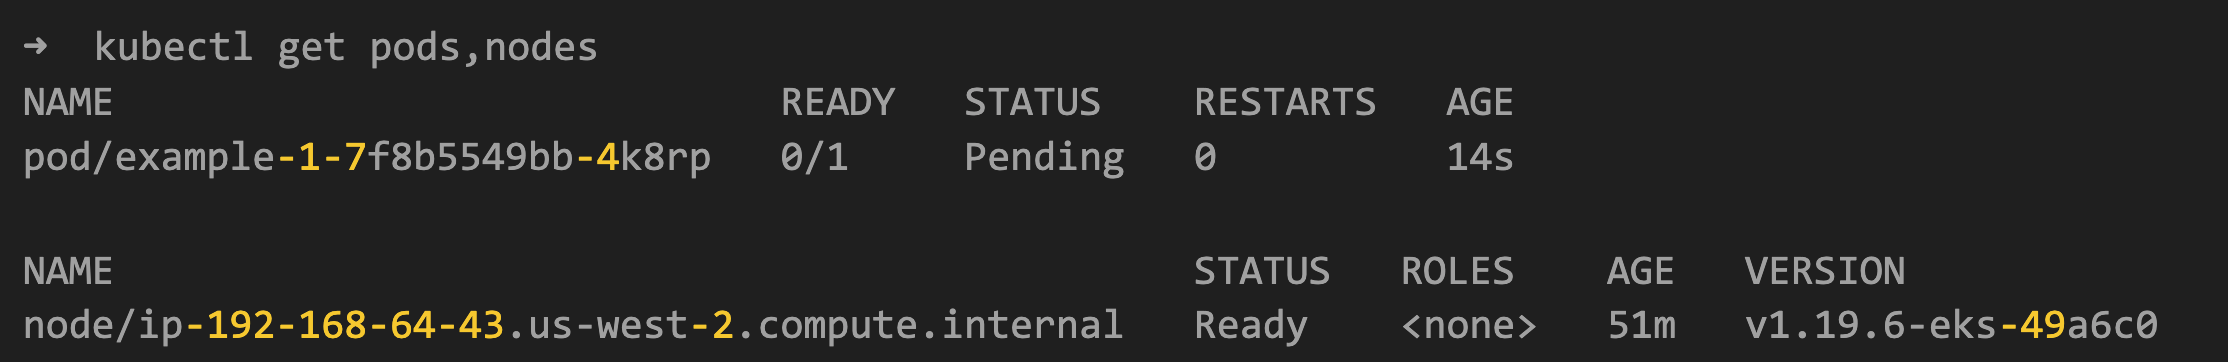 ➜ kubectl get pods,nodes
NAME READY STATUS RESTARTS AGE
pod/example-1-7f8b5549bb-4k8rp 0/1 Pending 0 14s
NAME STATUS ROLES AGE VERSION
node/ip-192-168-64-43.us-west-2.compute.internal Ready <none> 51m v1.19.6-eks-49a6c0